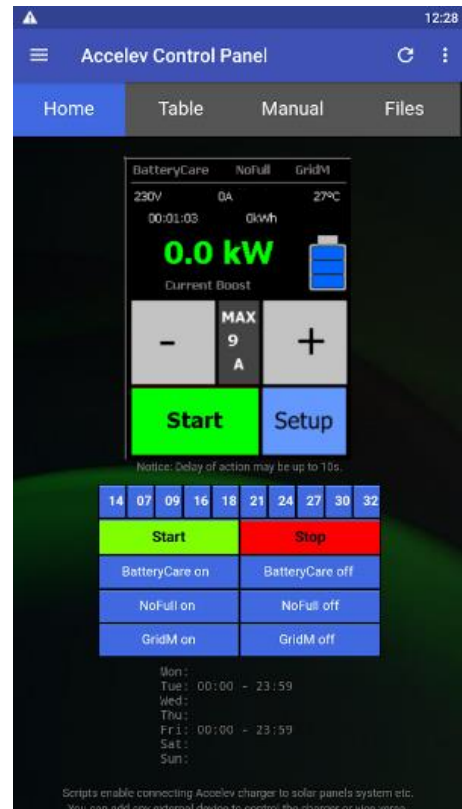 12:28
Accelev Control Panel
Home Table Manual Files
BatteryCare NoFull GridM
230V 0A 27ºC
00:01:03 0kWh
0.0 kW
Current Boost
- MAX 9 A +
Start Setup
Notice: Delay of action may be up to 10s.
14 07 09 16 18 21 24 27 30 32
Start Stop
BatteryCare on BatteryCare off
NoFull on NoFull off
GridM on GridM off
Mon:
Tue: 00:00 - 23:59
Wed:
Thu:
Fri: 00:00 - 23:59
Sat:
Sun:
Scripts enable connecting Accelev charger to solar panels system etc.
You can add any external device to control the charger or vice versa.